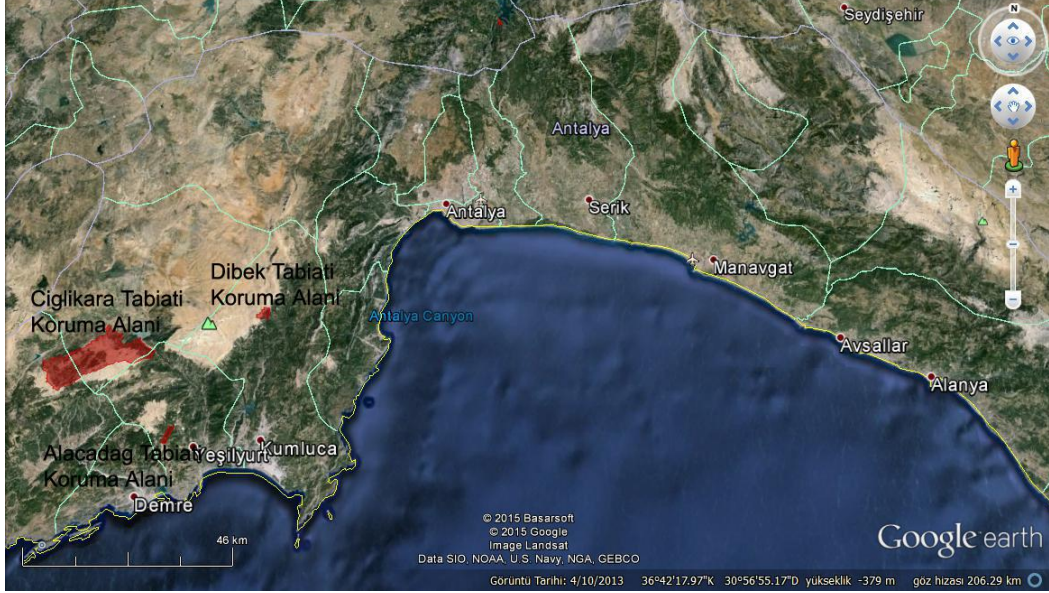 Seydişehir
N
Antalya
Antalya
Serik
Manavgat
Dibek Tabiati
Koruma Alani
Ciglikara Tabiati
Koruma Alani
Antalya Canyon
Avsallar
Alanya
Alacadag Tabiati
Koruma Alani
Yeşilyurt
Kumluca
Demre
46 km
© 2015 Basarsoft
© 2015 Google
Image Landsat
Data SIO, NOAA, U.S. Navy, NGA, GEBCO
Google earth
Görüntü Tarihi: 4/10/2013 36°42'17.97"K 30°56'55.17"D yükseklik -379 m göz hizası 206.29 km